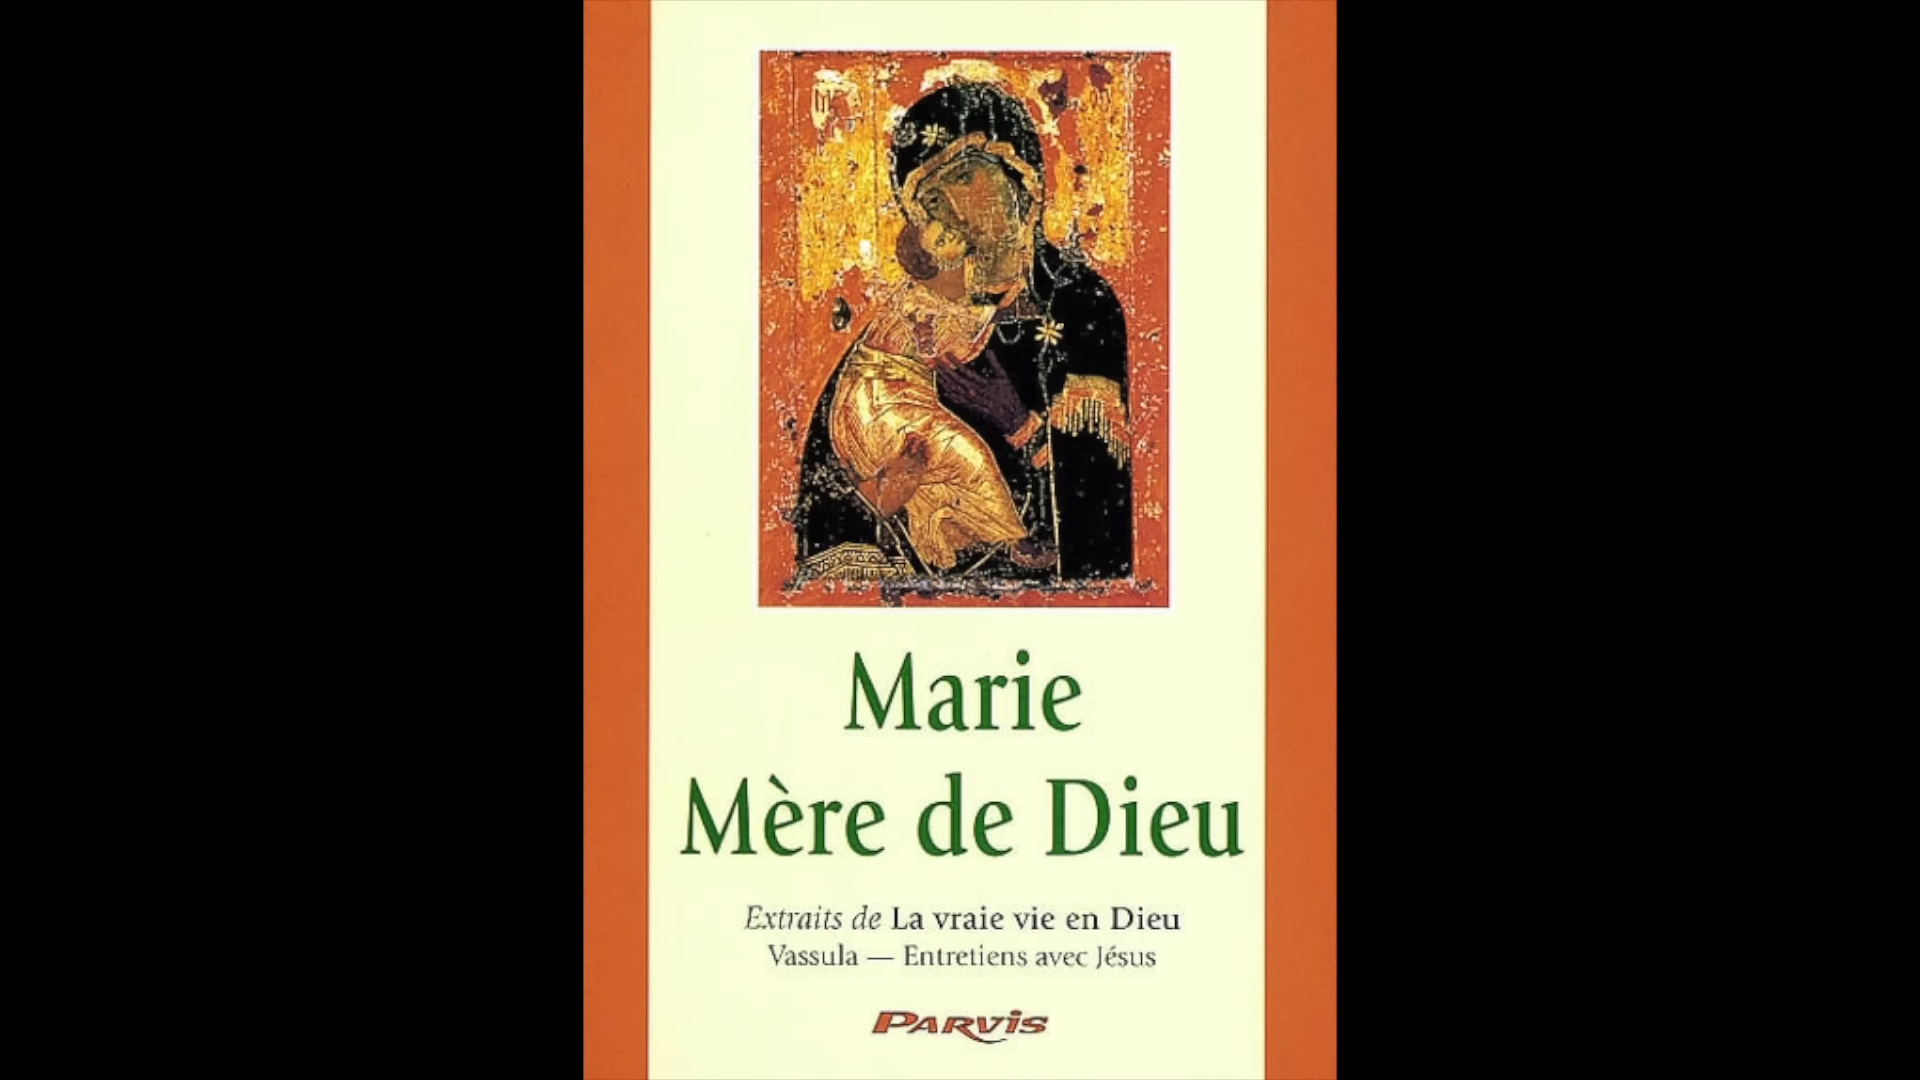 Marie
Mère de Dieu
Extraits de La vraie vie en Dieu
Vassula — Entretiens avec Jésus
PARVIS